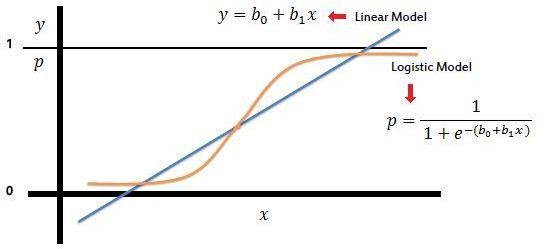 y
y = b₀ + b₁x
Linear Model
1
p
Logistic Model
p = 1 / (1 + e^−(b₀+b₁x))
0
x